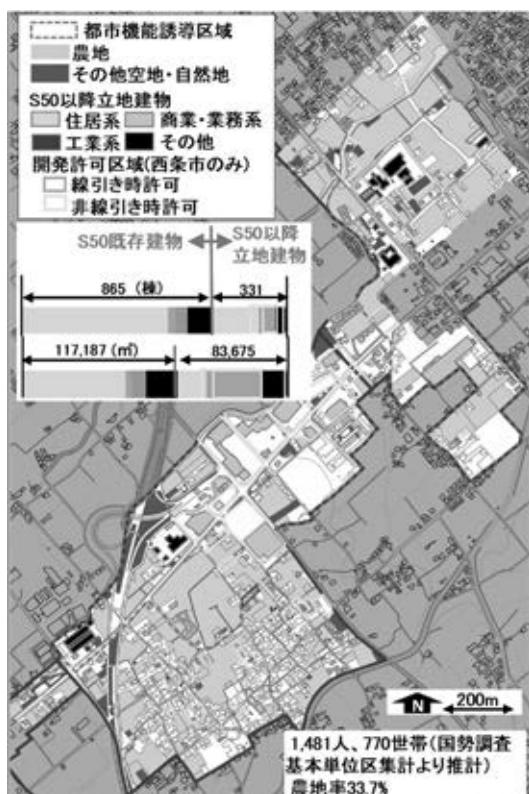 都市機能誘導区域
農地
その他空地・自然地
S50以降立地建物
住居系 商業・業務系
工業系 その他
開発許可区域(西条市のみ)
線引き時許可
非線引き時許可
S50既存建物
S50以降
立地建物
865 (棟) 331
117,187 (㎡) 83,675
N 200m
1,481人、770世帯(国勢調査
基本単位区集計より推計)
農地率33.7%